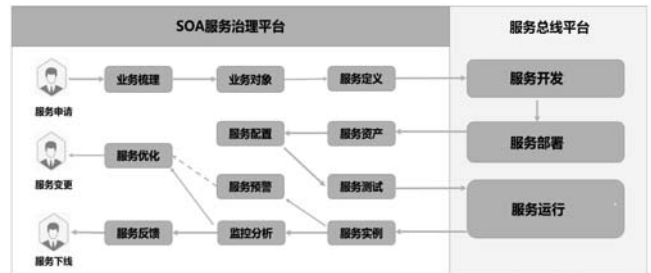 SOA服务治理平台
服务总线平台
业务梳理
业务对象
服务定义
服务开发
服务申请
服务配置
服务资产
服务部署
服务优化
服务变更
服务预警
服务测试
服务运行
服务反馈
监控分析
服务实例
服务下线